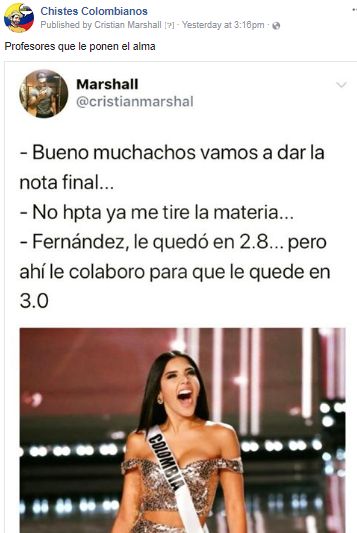 Chistes Colombianos
Published by Cristian Marshall [?] · Yesterday at 3:16pm ·
Profesores que le ponen el alma
Marshall
@cristianmarshal
- Bueno muchachos vamos a dar la
nota final...
- No hpta ya me tire la materia...
- Fernández, le quedó en 2.8... pero
ahí le colaboro para que le quede en
3.0
COLOMBIA